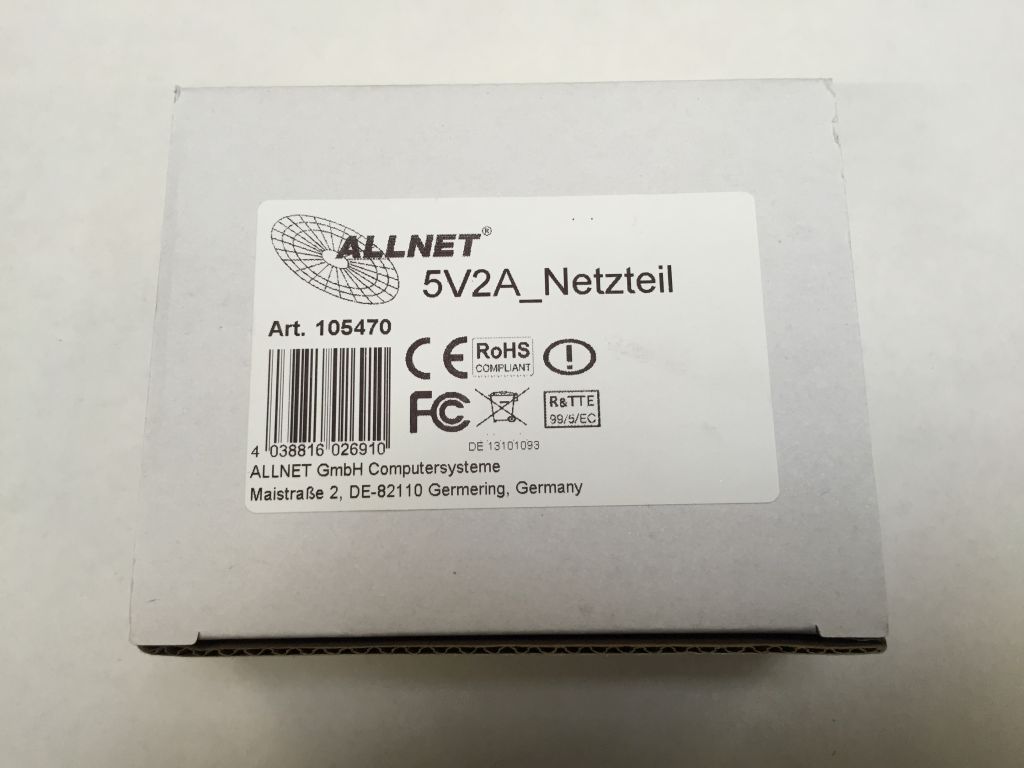 ALLNET®
5V2A_Netzteil
Art. 105470
CE RoHS
COMPLIANT
FC R&TTE
99/5/EC
4 038816 026910
DE 13101093
ALLNET GmbH Computersysteme
Maistraße 2, DE-82110 Germering, Germany